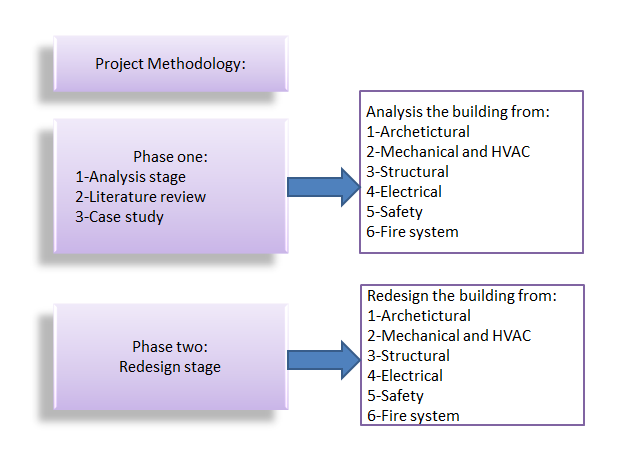 Project Methodology:
Phase one:
1-Analysis stage
2-Literature review
3-Case study
Analysis the building from:
1-Archetictural
2-Mechanical and HVAC
3-Structural
4-Electrical
5-Safety
6-Fire system
Phase two:
Redesign stage
Redesign the building from:
1-Archetictural
2-Mechanical and HVAC
3-Structural
4-Electrical
5-Safety
6-Fire system